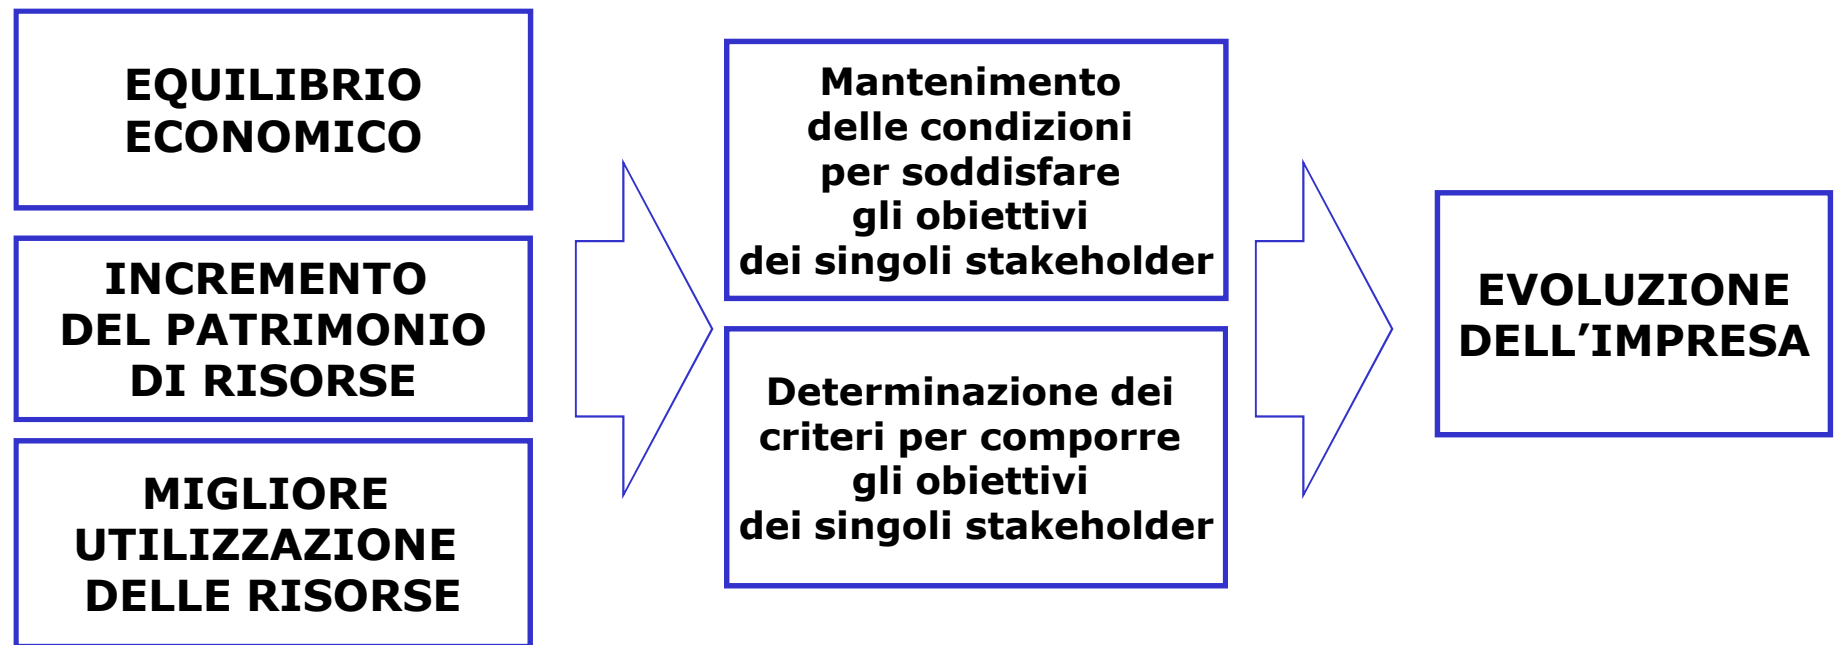 EQUILIBRIO
ECONOMICO
INCREMENTO
DEL PATRIMONIO
DI RISORSE
MIGLIORE
UTILIZZAZIONE
DELLE RISORSE
Mantenimento
delle condizioni
per soddisfare
gli obiettivi
dei singoli stakeholder
Determinazione dei
criteri per comporre
gli obiettivi
dei singoli stakeholder
EVOLUZIONE
DELL’IMPRESA